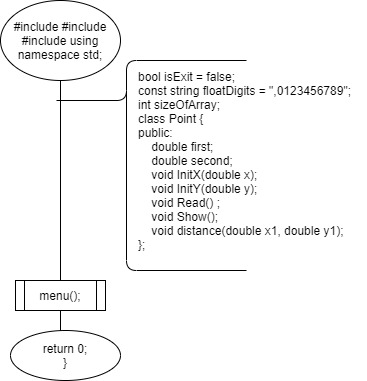 #include #include
#include using
namespace std;
bool isExit = false;
const string floatDigits = ",0123456789";
int sizeOfArray;
class Point {
public:
double first;
double second;
void InitX(double x);
void InitY(double y);
void Read() ;
void Show();
void distance(double x1, double y1);
};
menu();
return 0;
}